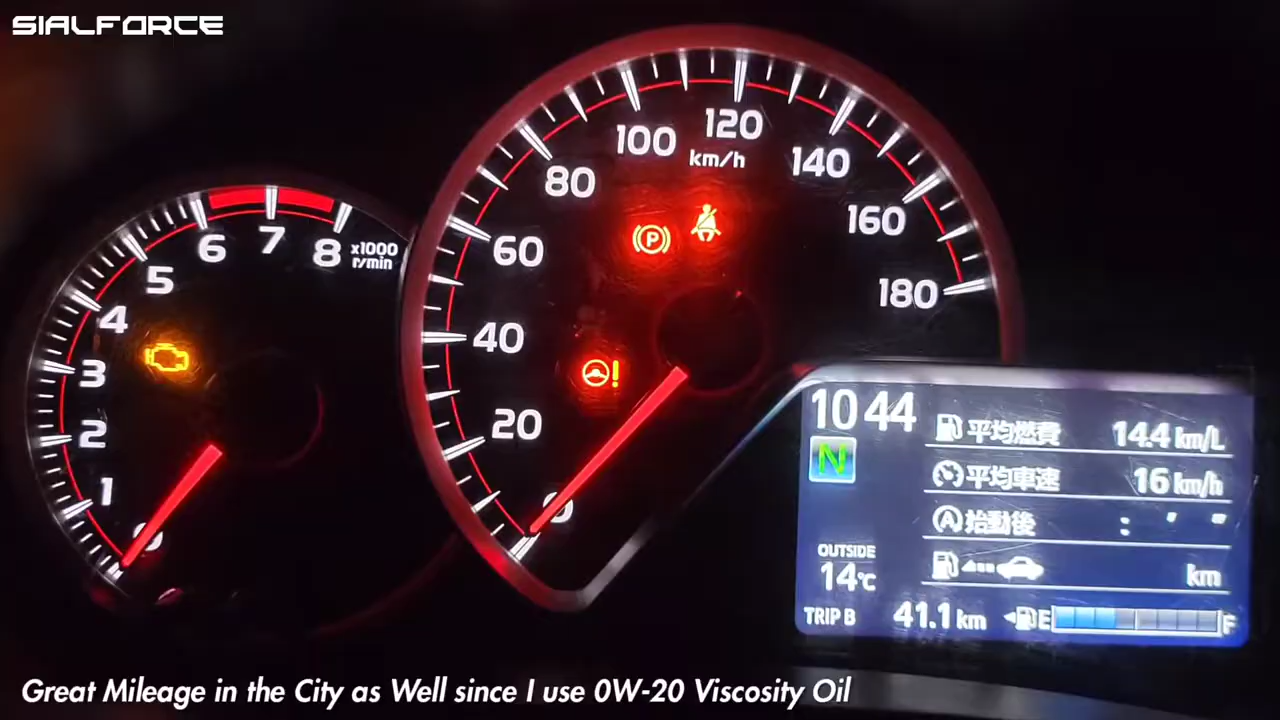 SIALFORCE
0 1 2 3 4 5 6 7 8 x1000 r/min
0 20 40 60 80 100 120 140 160 180
km/h
P
10 44
N
平均燃費 14.4 km/L
平均車速 16 km/h
A 始動後 : ' "
km
OUTSIDE
14℃
TRIP B 41.1 km E F
Great Mileage in the City as Well since I use 0W-20 Viscosity Oil